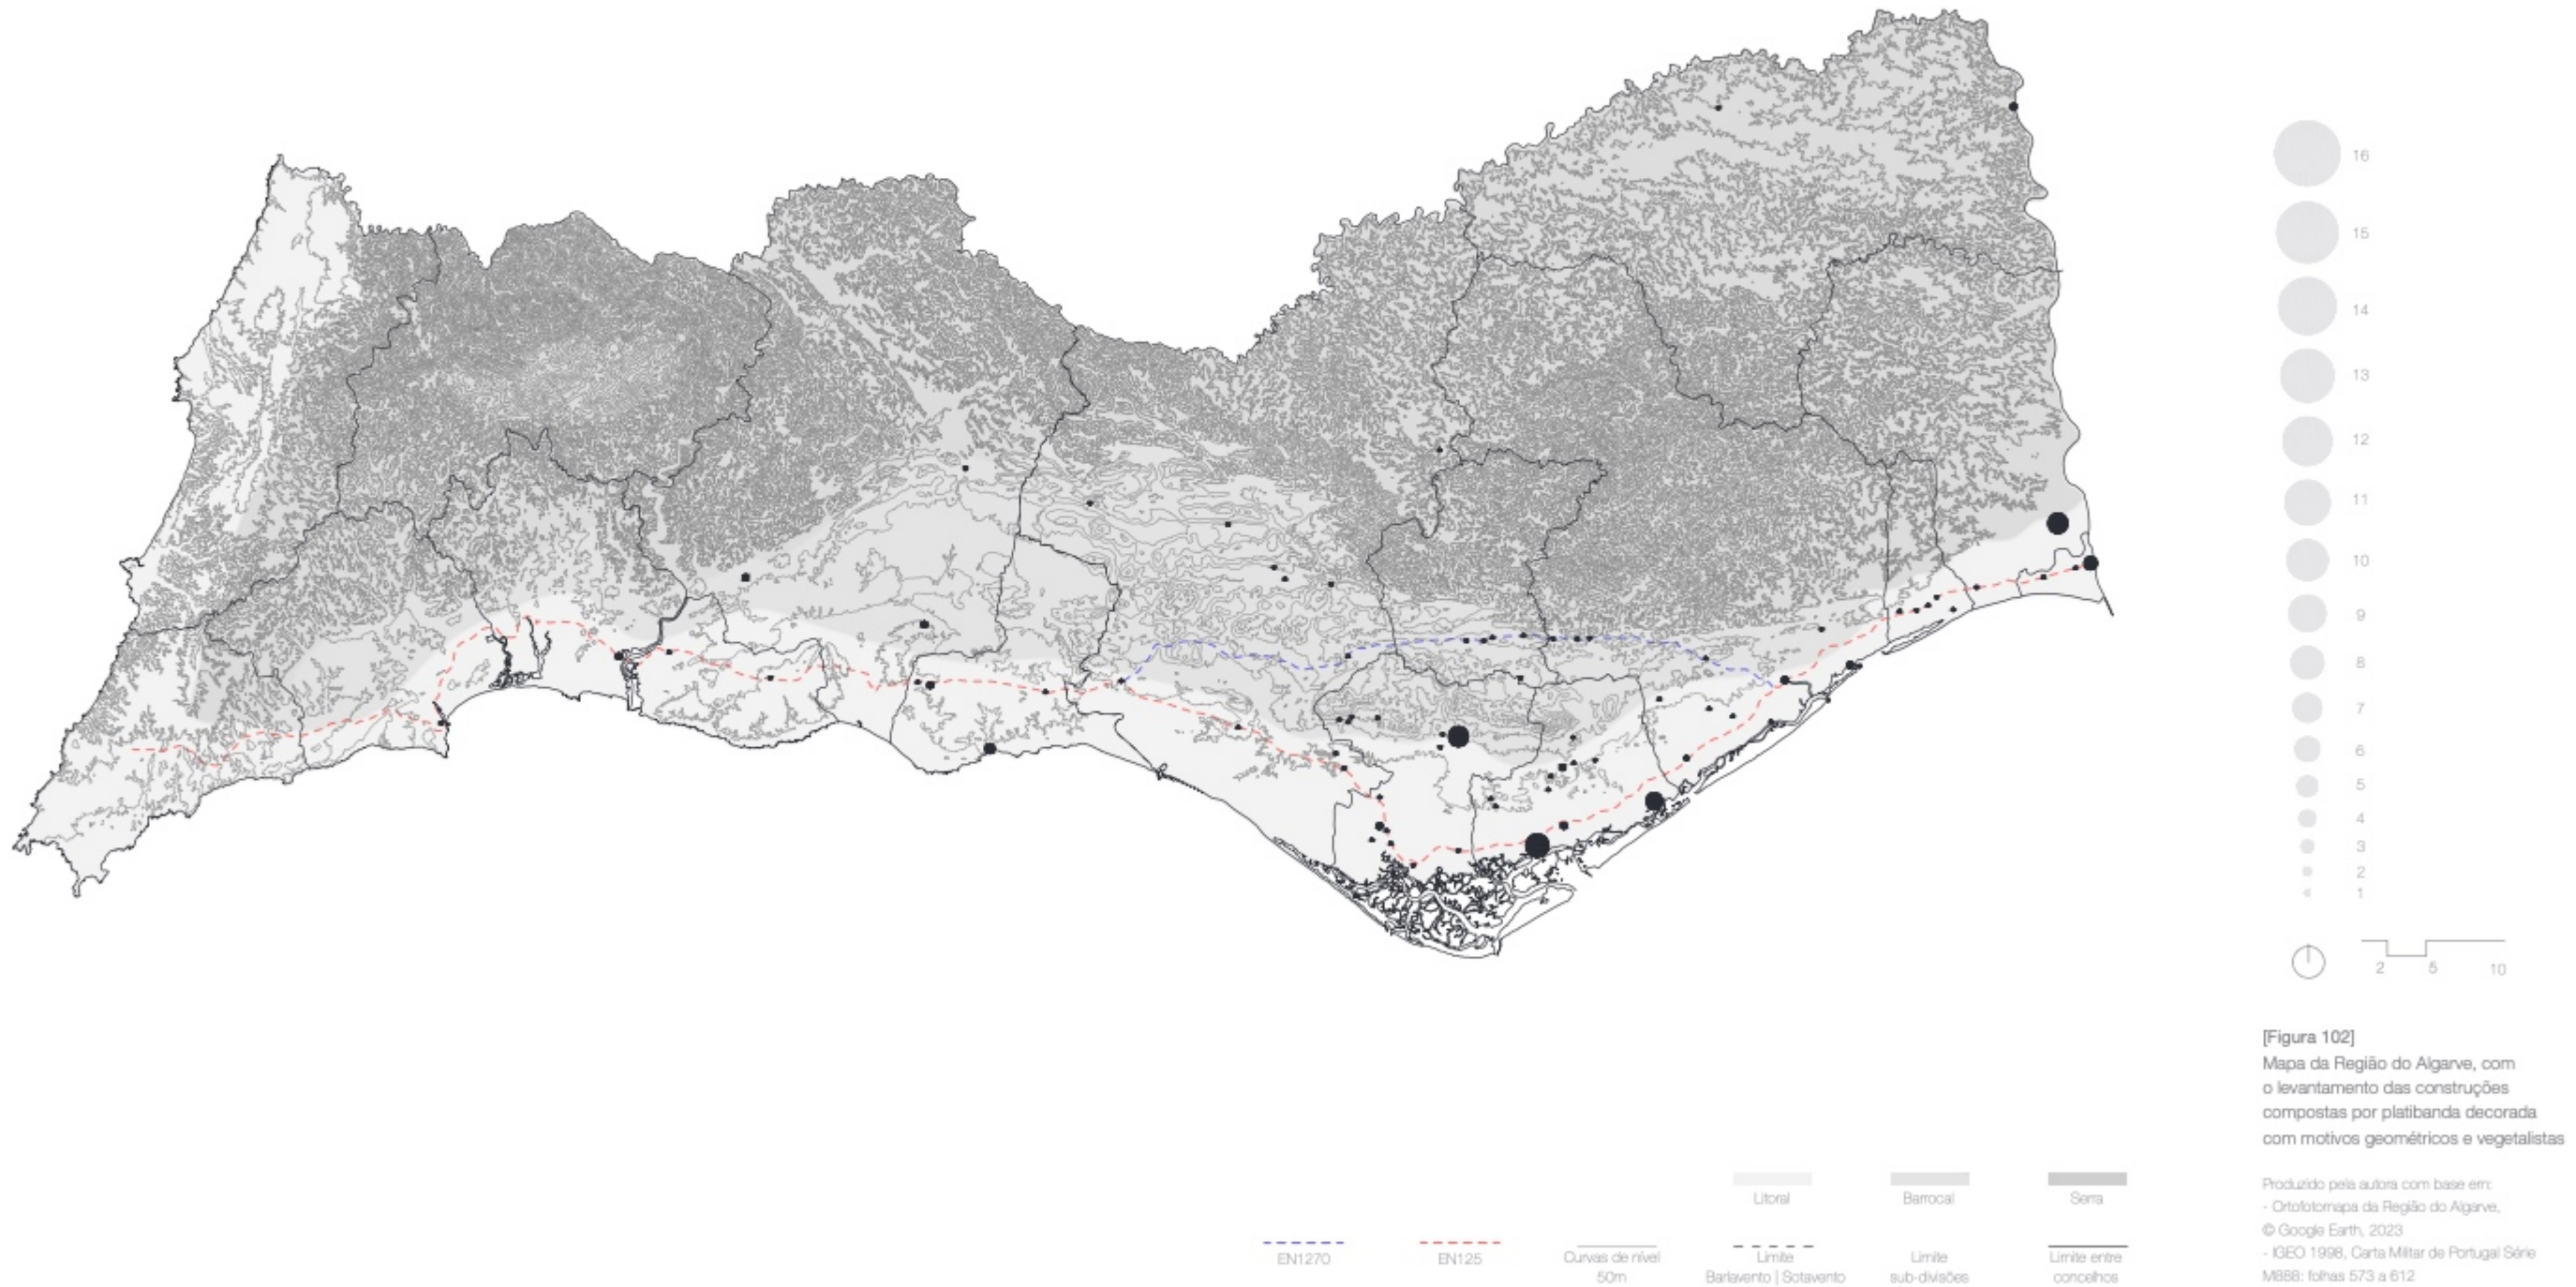 16
15
14
13
12
11
10
9
8
7
6
5
4
3
2
1
2 5 10
[Figura 102]
Mapa da Região do Algarve, com
o levantamento das construções
compostas por platibanda decorada
com motivos geométricos e vegetalistas
Produzido pela autora com base em:
- Ortofotomapa da Região do Algarve,
© Google Earth, 2023
- IGEO 1998, Carta Militar de Portugal Série
M888: folhas 573 a 612
Litoral Barrocal Serra
EN1270 EN125 Curvas de nível Limite Limite Limite entre
50m Barlavento | Sotavento sub-divisões concelhos